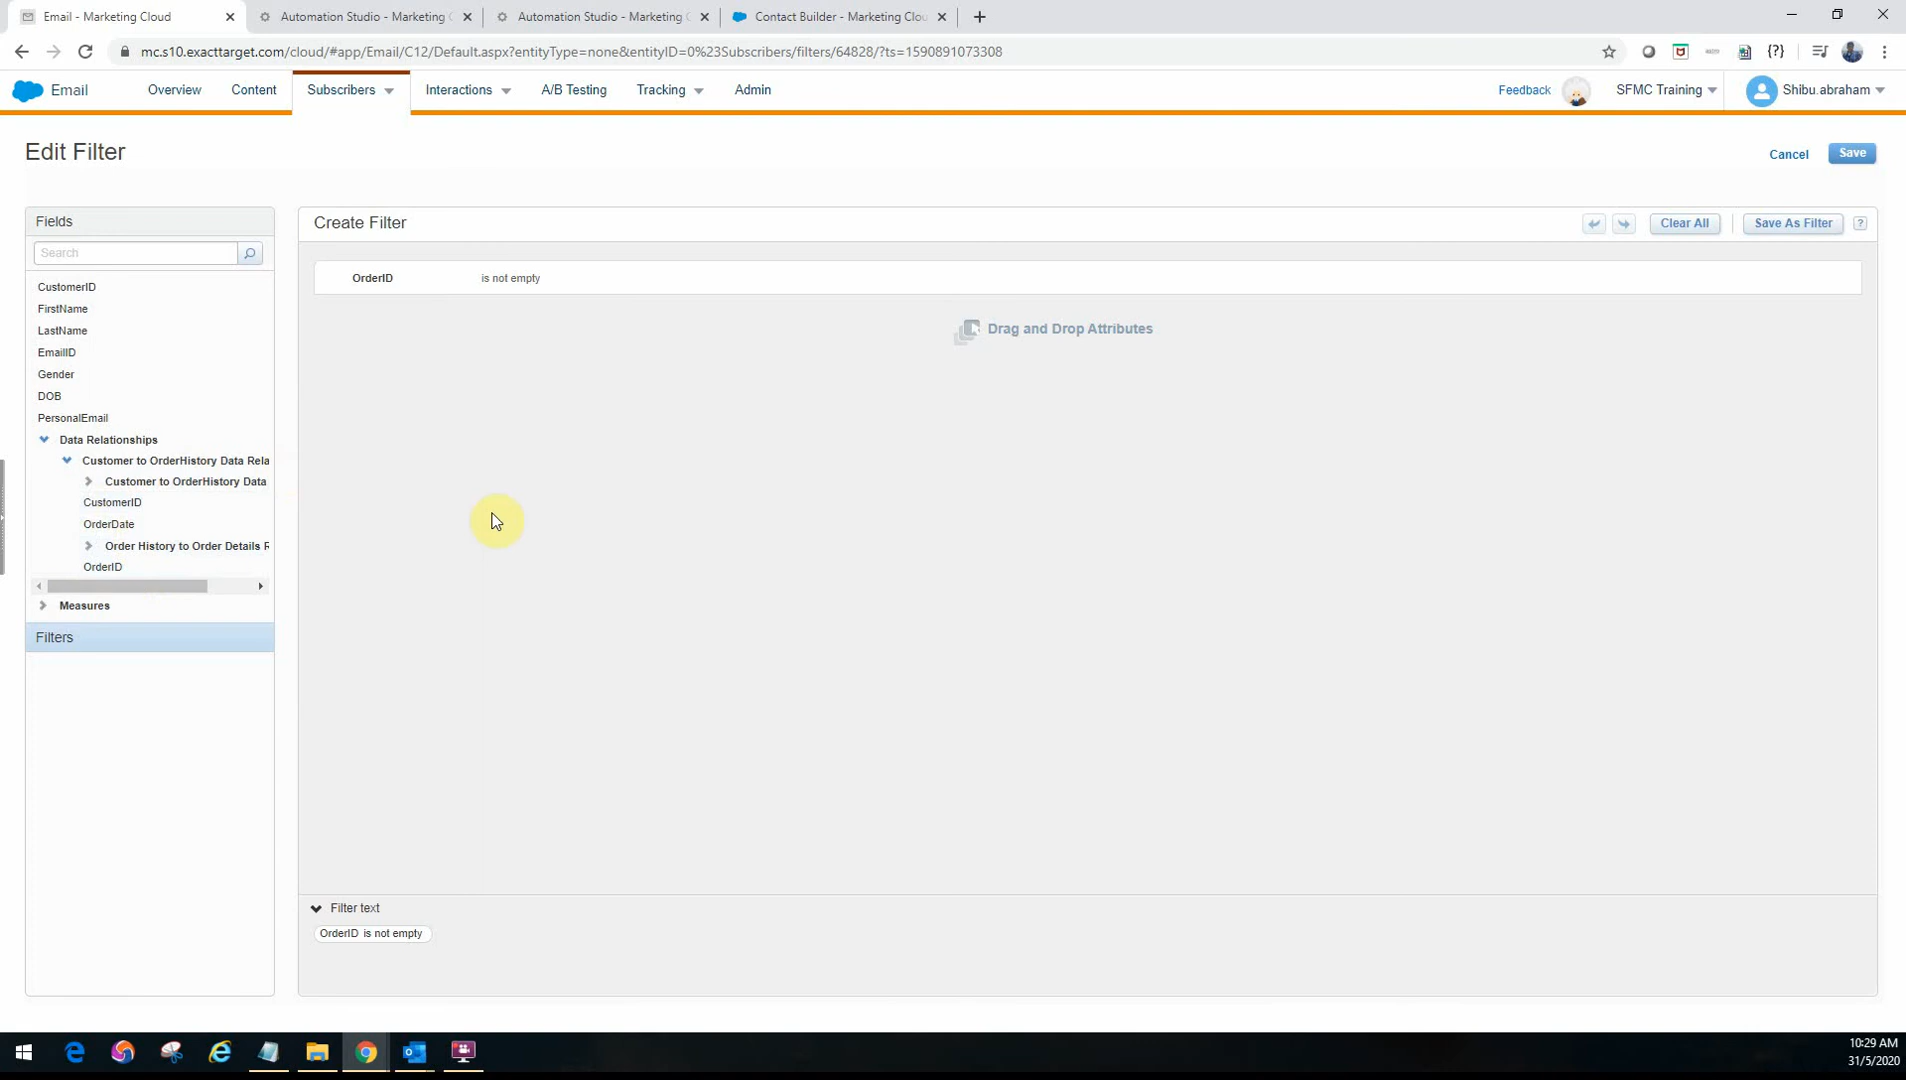 Email - Marketing Cloud
Automation Studio - Marketing C
Automation Studio - Marketing C
Contact Builder - Marketing Clou
mc.s10.exacttarget.com/cloud/#app/Email/C12/Default.aspx?entityType=none&entityID=0%23Subscribers/filters/64828/?ts=1590891073308
Email
Overview
Content
Subscribers
Interactions
A/B Testing
Tracking
Admin
Feedback
SFMC Training
Shibu.abraham
Edit Filter
Cancel
Save
Fields
Search
CustomerID
FirstName
LastName
EmailID
Gender
DOB
PersonalEmail
Data Relationships
Customer to OrderHistory Data Rela
Customer to OrderHistory Data
CustomerID
OrderDate
Order History to Order Details R
OrderID
Measures
Filters
Create Filter
Clear All
Save As Filter
?
OrderID is not empty
Drag and Drop Attributes
Filter text
OrderID is not empty
10:29 AM
31/5/2020